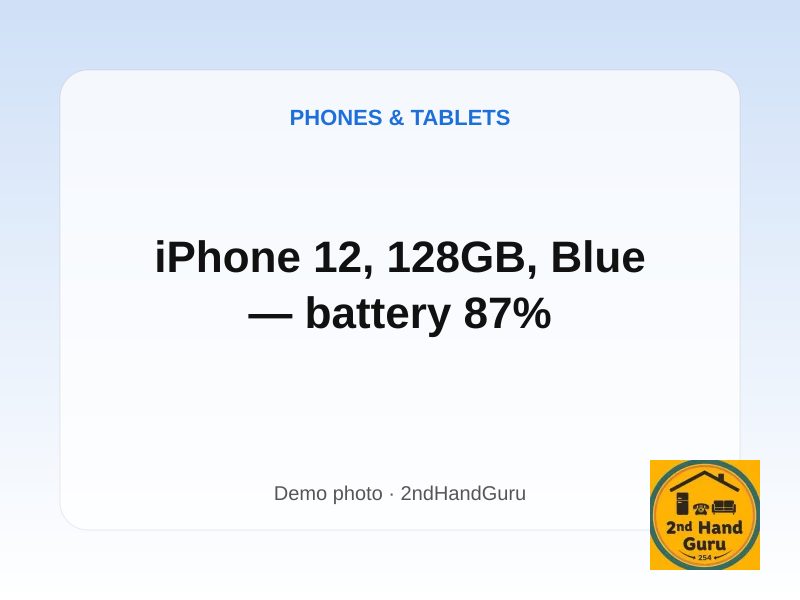 PHONES & TABLETS
iPhone 12, 128GB, Blue
— battery 87%
Demo photo · 2ndHandGuru
2nd Hand
Guru
254